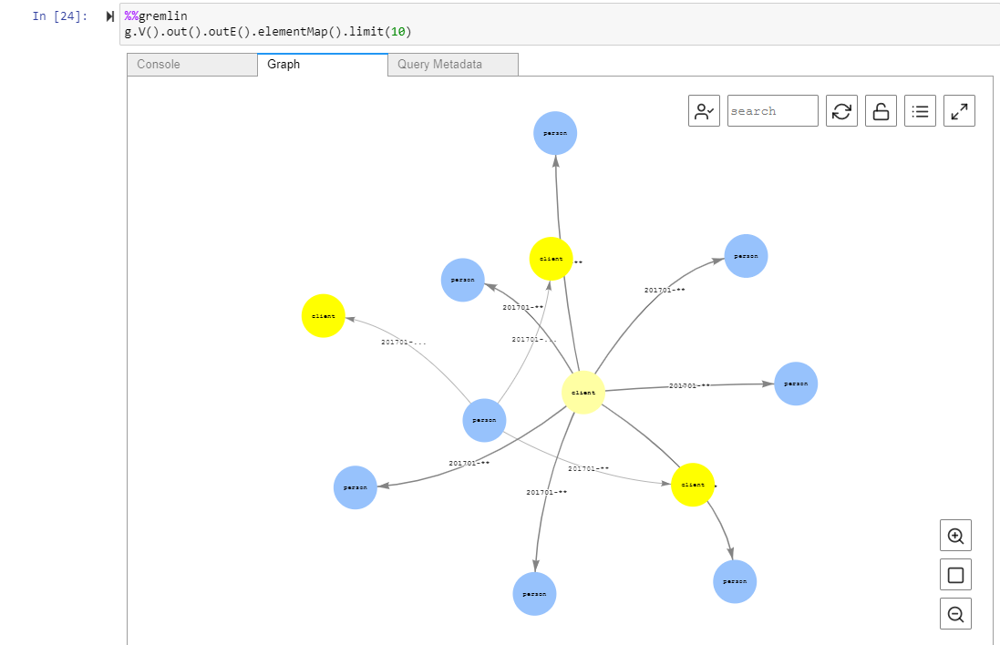 In [24]:
%%gremlin
g.V().out().outE().elementMap().limit(10)
Console
Graph
Query Metadata
search
person
person
client
**
person
201701-**
201701-**
client
201701-...
201701-...
person
201701-**
client
person
201701-**
201701-**
person
client
201701-**
person
person